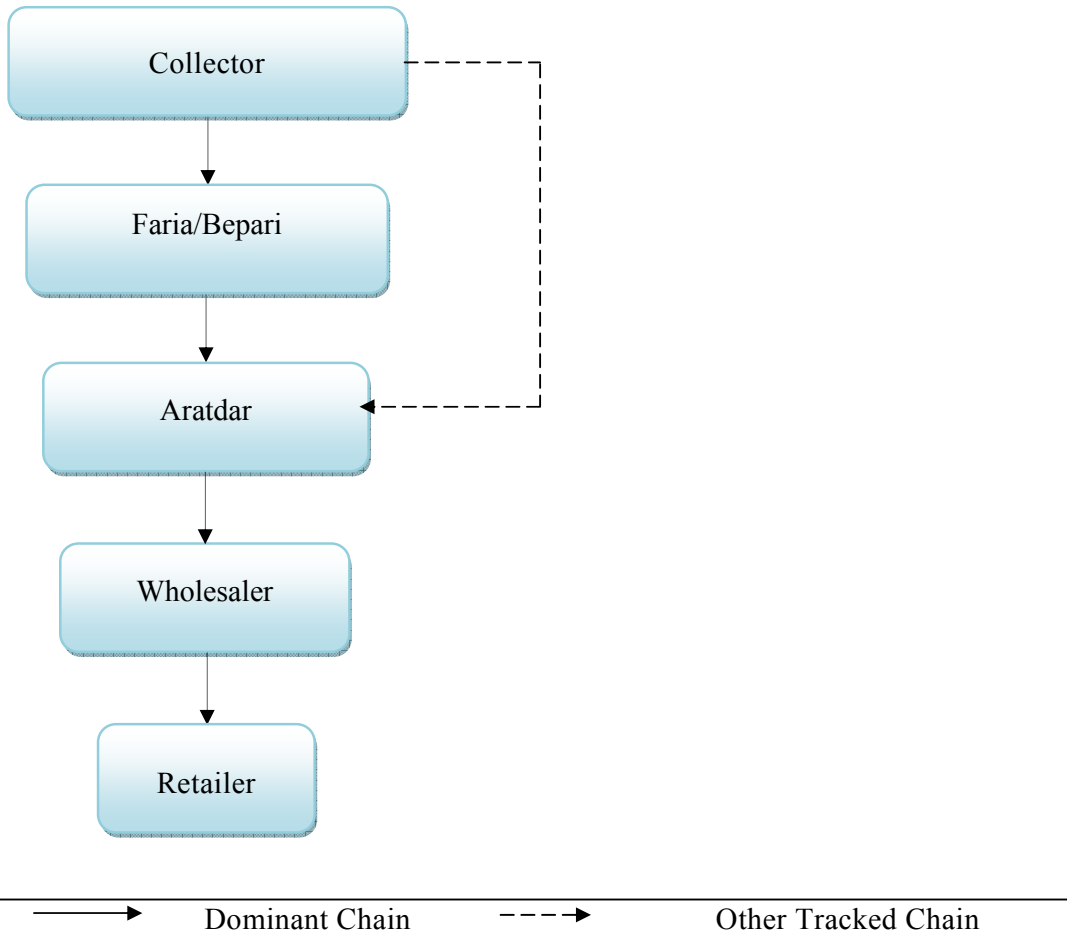 Collector
Faria/Bepari
Aratdar
Wholesaler
Retailer
Dominant Chain Other Tracked Chain